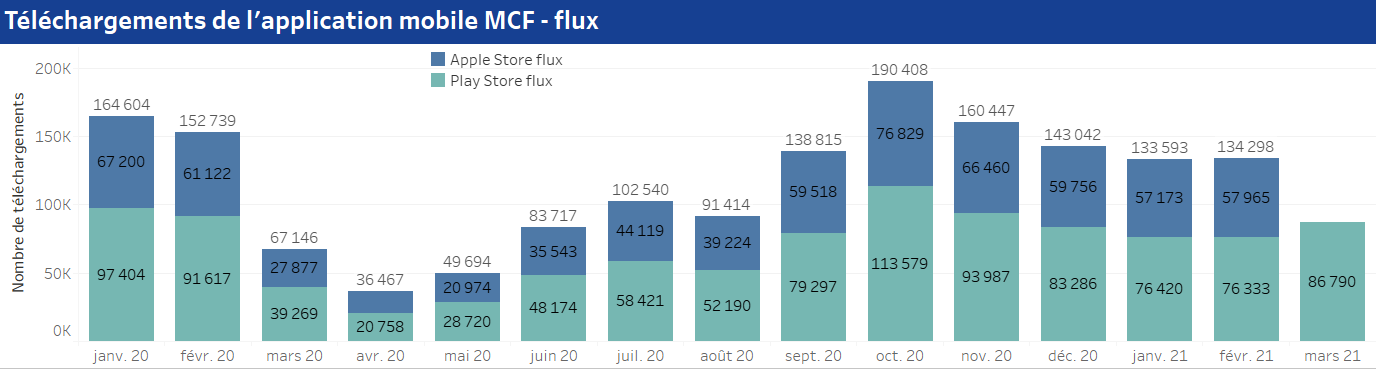 Téléchargements de l'application mobile MCF - flux
Apple Store flux
Play Store flux
Nombre de téléchargements
200K
150K
100K
50K
0K
164 604
152 739
67 146
36 467
49 694
83 717
102 540
91 414
138 815
190 408
160 447
143 042
133 593
134 298
67 200
61 122
27 877
20 974
35 543
44 119
39 224
59 518
76 829
66 460
59 756
57 173
57 965
97 404
91 617
39 269
20 758
28 720
48 174
58 421
52 190
79 297
113 579
93 987
83 286
76 420
76 333
86 790
janv. 20
févr. 20
mars 20
avr. 20
mai 20
juin 20
juil. 20
août 20
sept. 20
oct. 20
nov. 20
déc. 20
janv. 21
févr. 21
mars 21